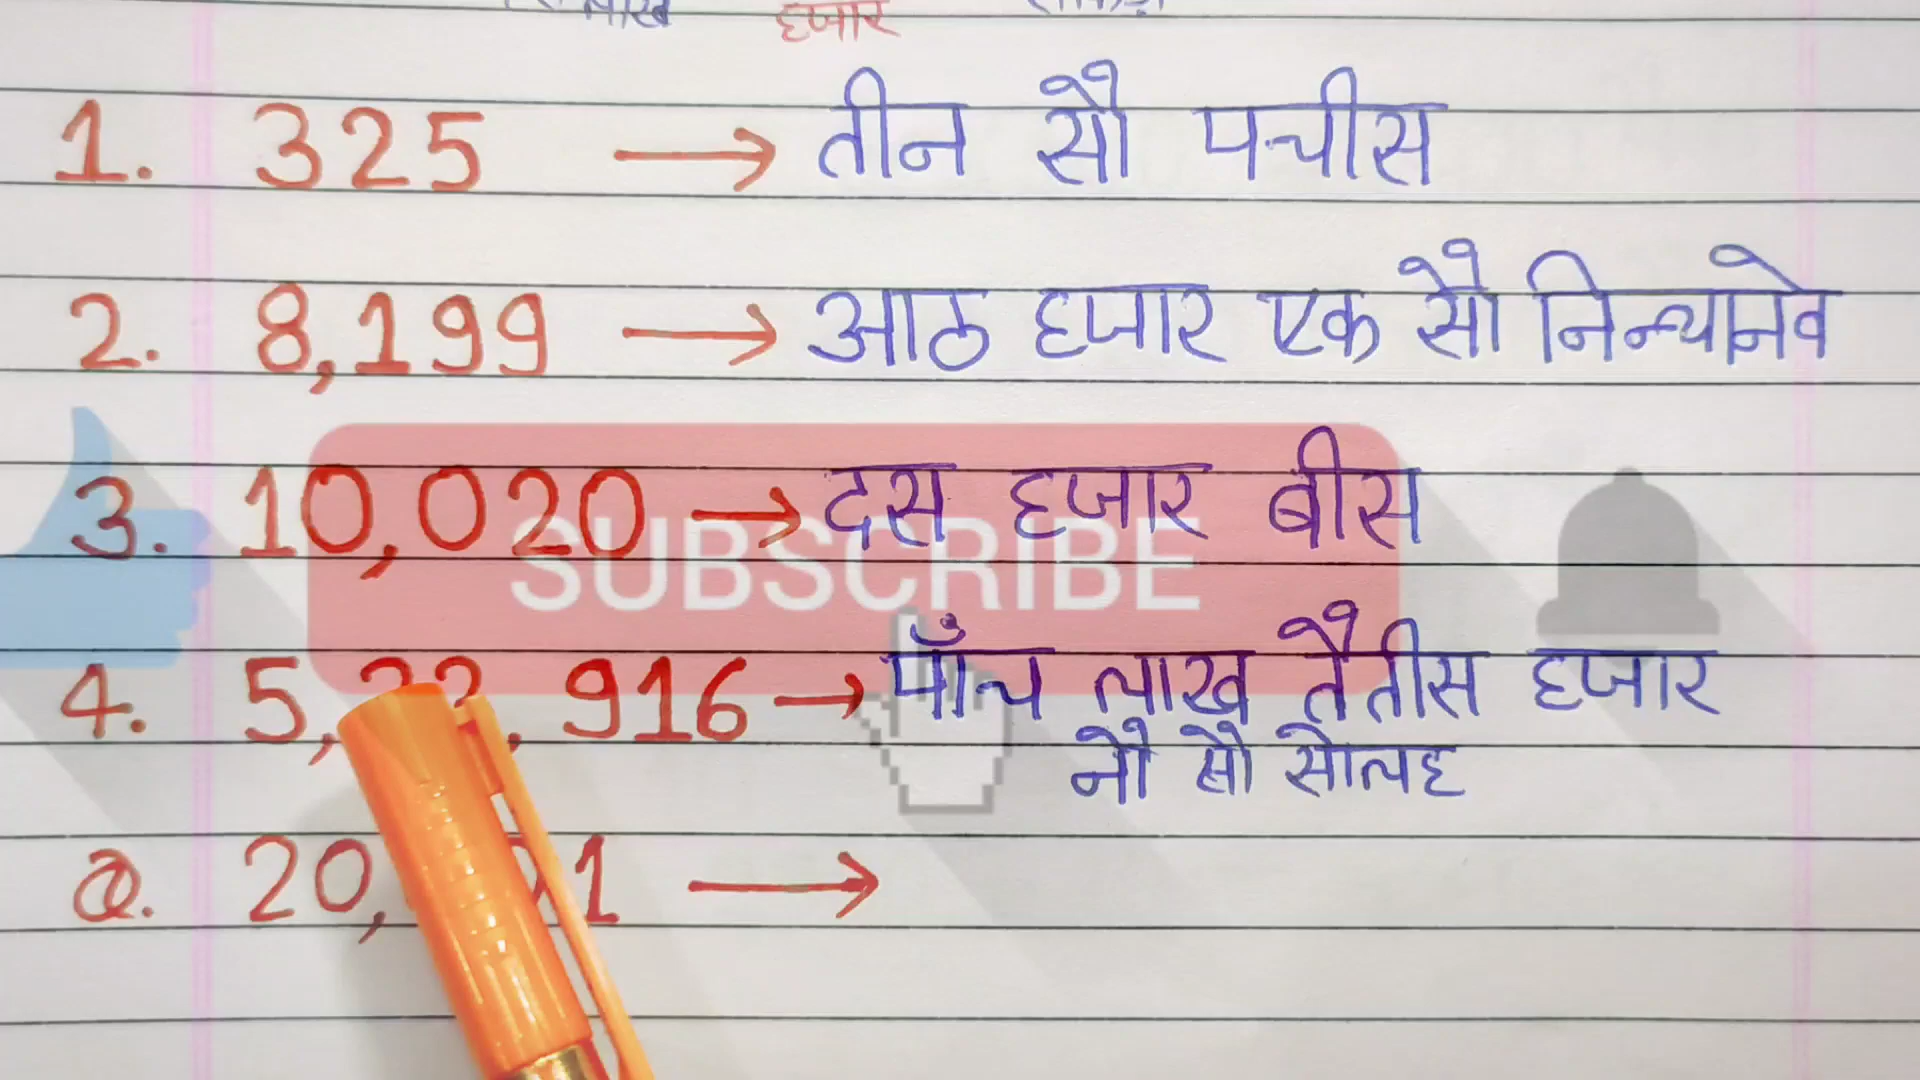 हजार
1. 325 → तीन सौ पचीस
2. 8,199 → आठ हजार एक सौ निन्यानेव
3. 10,020 → दस हजार बीस
SUBSCRIBE
4. 5, 916 → पाँच लाख तैतीस हजार
नौ सौ सोलह
Q. 20, 1 →